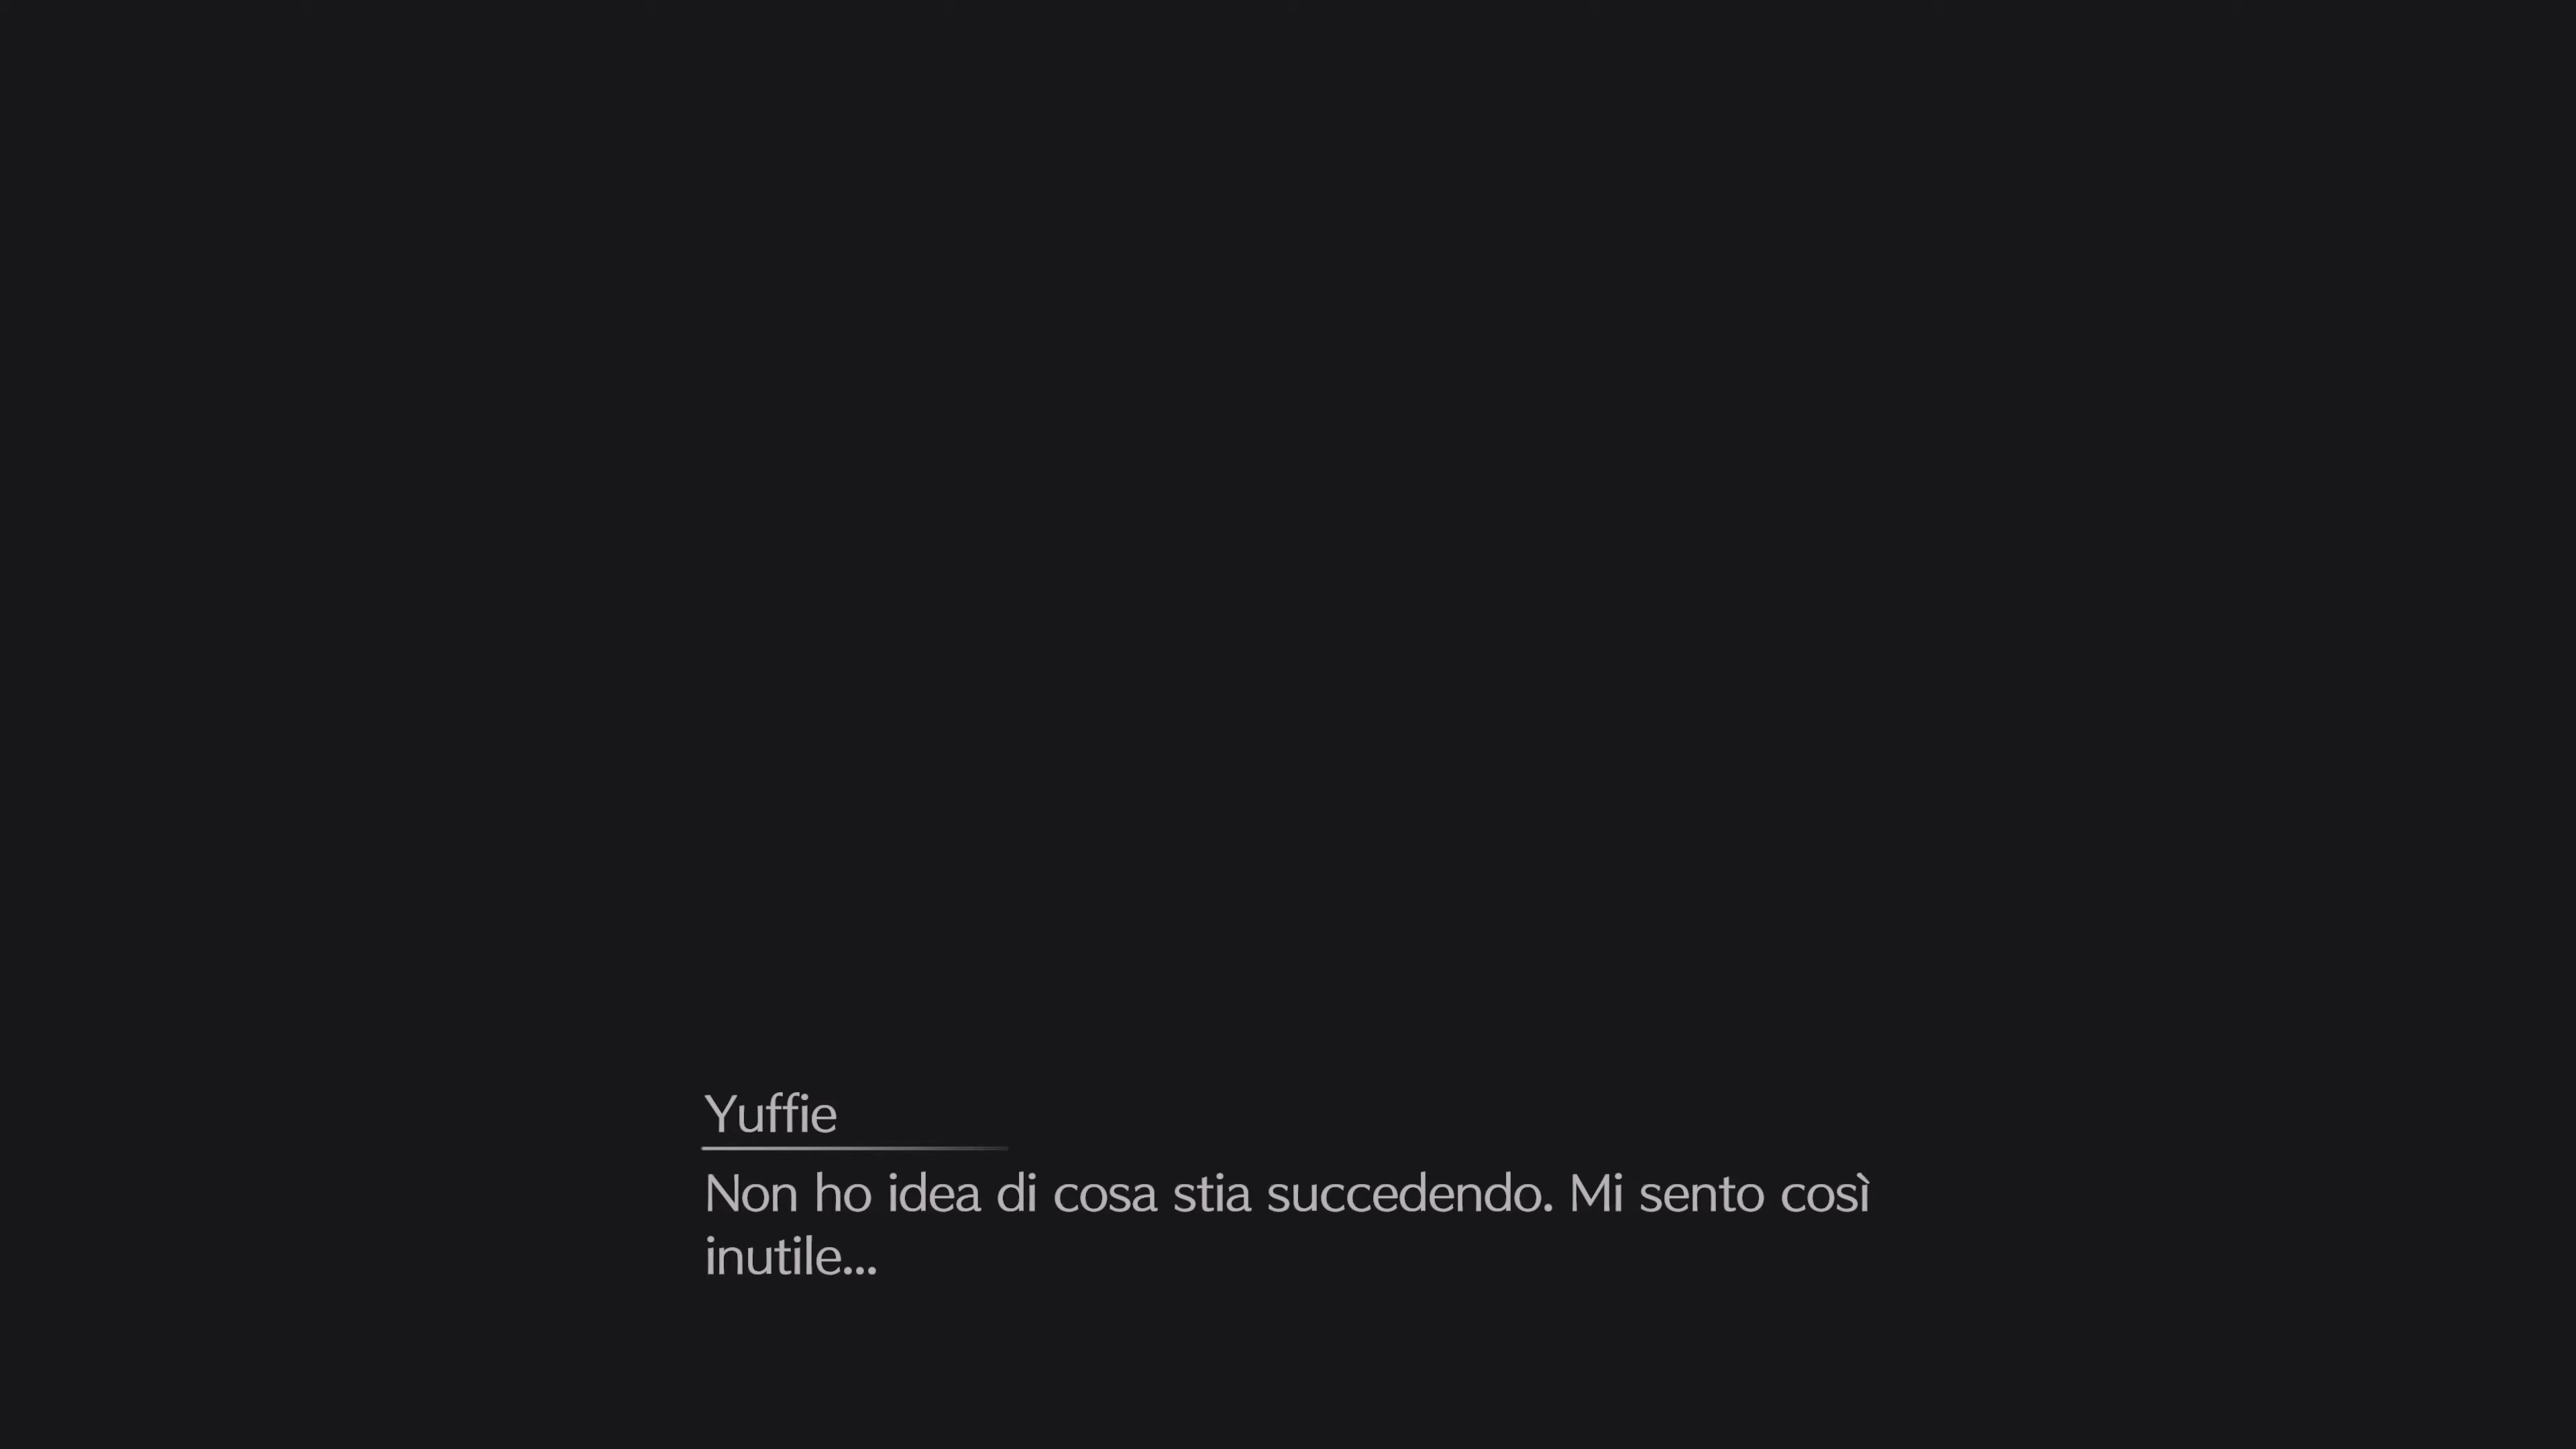 Yuffie
Non ho idea di cosa stia succedendo. Mi sento così
inutile...